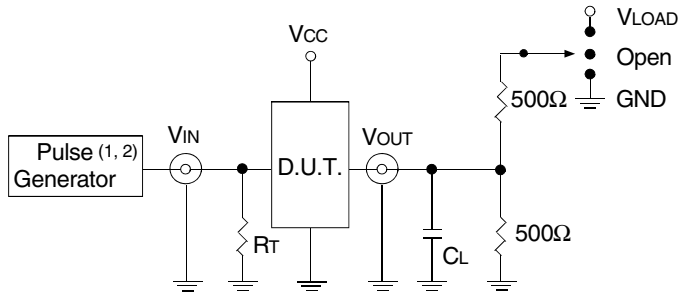 VLOAD
VCC
Open
500Ω
GND
VIN
VOUT
Pulse (1, 2)
Generator
D.U.T.
RT
CL
500Ω